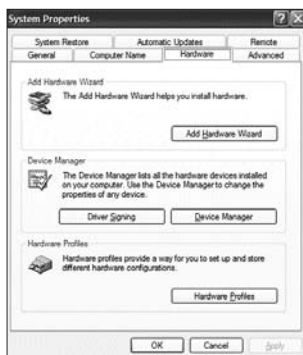 System Properties
System Restore Automatic Updates Remote
General Computer Name Hardware Advanced
Add Hardware Wizard
The Add Hardware Wizard helps you install hardware.
Add Hardware Wizard
Device Manager
The Device Manager lists all the hardware devices installed
on your computer. Use the Device Manager to change the
properties of any device.
Driver Signing Device Manager
Hardware Profiles
Hardware profiles provide a way for you to set up and store
different hardware configurations.
Hardware Profiles
OK Cancel Apply